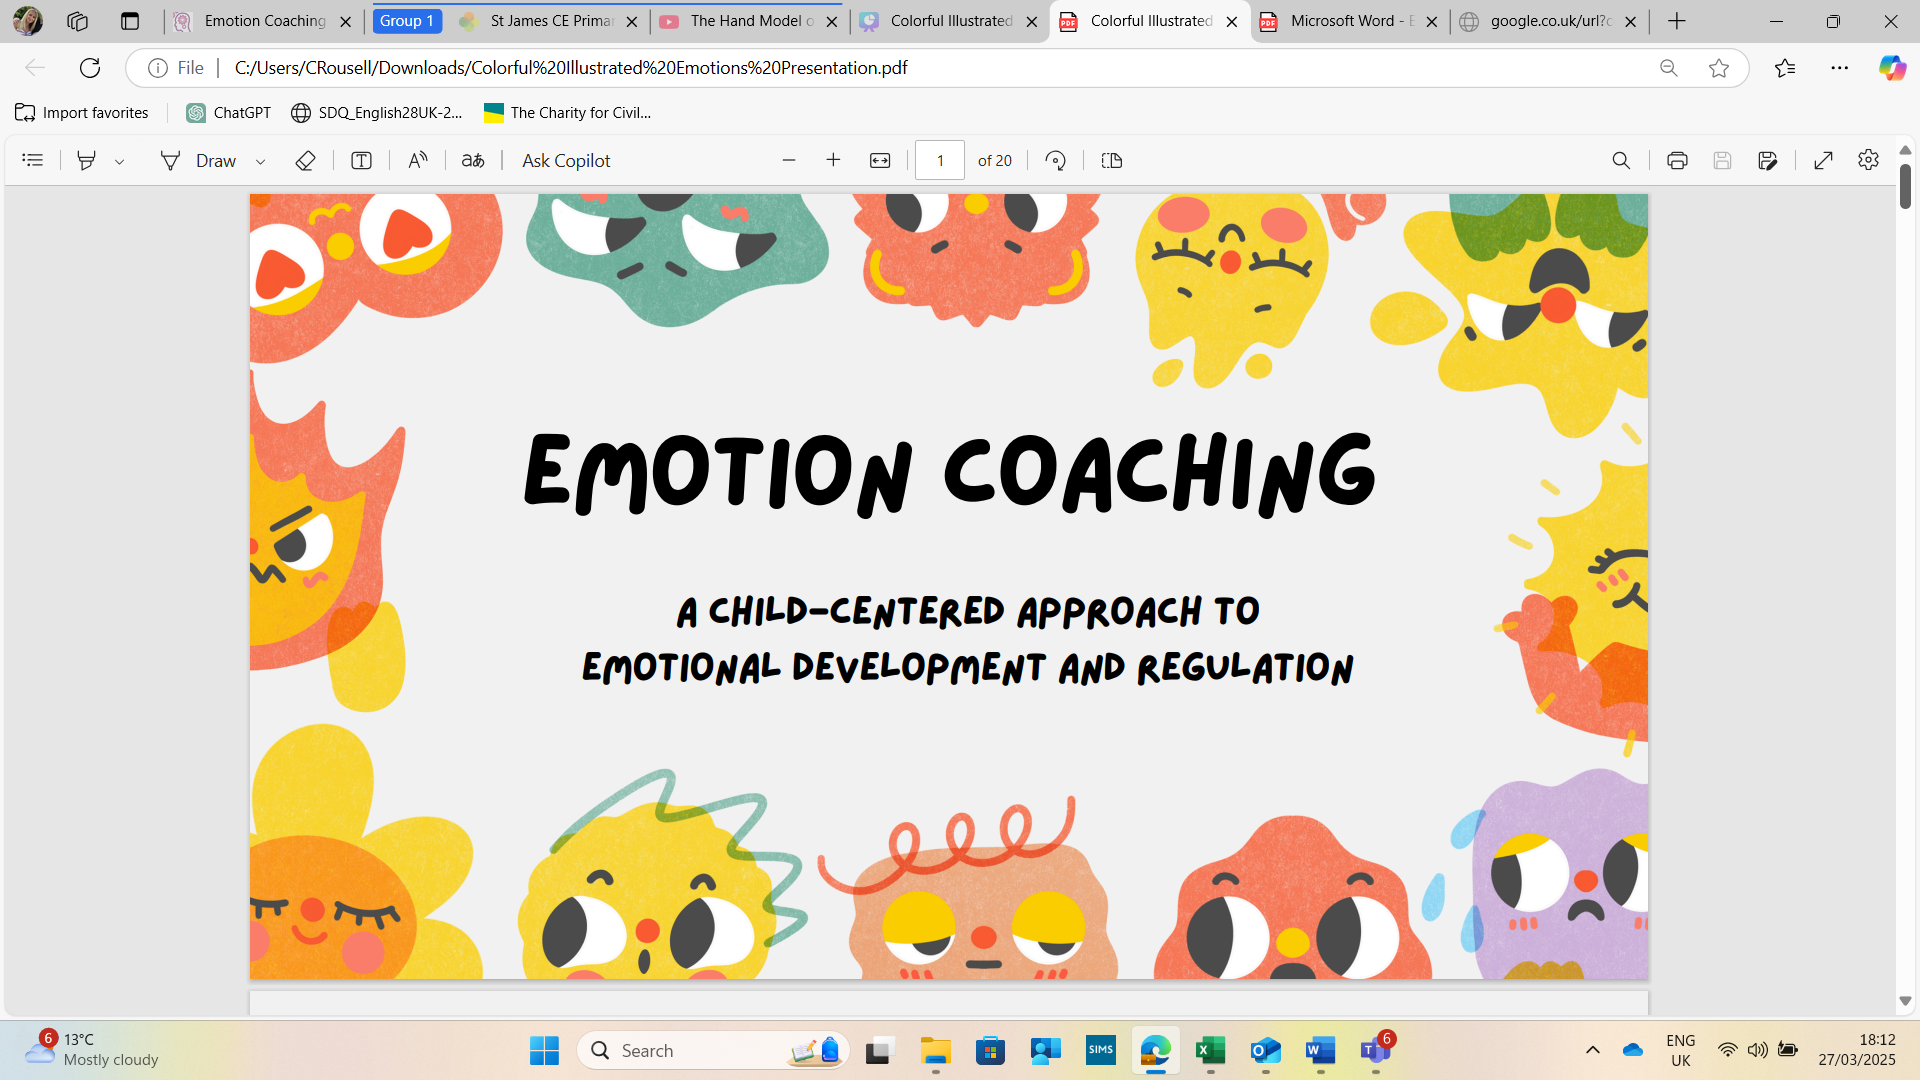 Emotion Coaching
Group 1
St James CE Prima
The Hand Model o
Colorful Illustrated
Colorful Illustrated
Microsoft Word - E
google.co.uk/url?c
File
C:/Users/CRousell/Downloads/Colorful%20Illustrated%20Emotions%20Presentation.pdf
Import favorites
ChatGPT
SDQ_English28UK-2...
The Charity for Civil...
Draw
Ask Copilot
1
of 20
EMOTION COACHING
A CHILD-CENTERED APPROACH TO
EMOTIONAL DEVELOPMENT AND REGULATION
6
13°C
Mostly cloudy
Search
SIMS
6
ENG
UK
18:12
27/03/2025